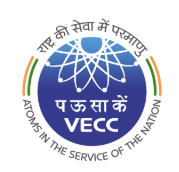 राष्ट्र की सेवा में परमाणु
प ऊ सा कें
VECC
ATOMS IN THE SERVICE OF THE NATION